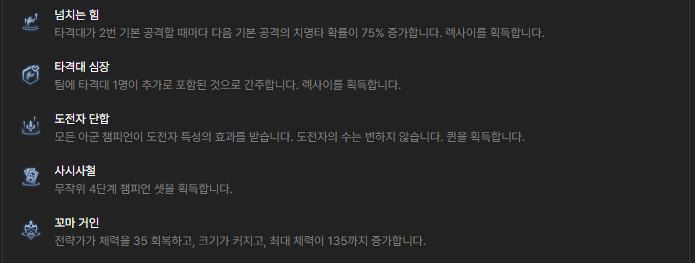 넘치는 힘
타격대가 2번 기본 공격할 때마다 다음 기본 공격의 치명타 확률이 75% 증가합니다. 렉사이를 획득합니다.
타격대 심장
팀에 타격대 1명이 추가로 포함된 것으로 간주합니다. 렉사이를 획득합니다.
도전자 단합
모든 아군 챔피언이 도전자 특성의 효과를 받습니다. 도전자의 수는 변하지 않습니다. 퀸을 획득합니다.
사시사철
무작위 4단계 챔피언 셋을 획득합니다.
꼬마 거인
전략가가 체력을 35 회복하고, 크기가 커지고, 최대 체력이 135까지 증가합니다.